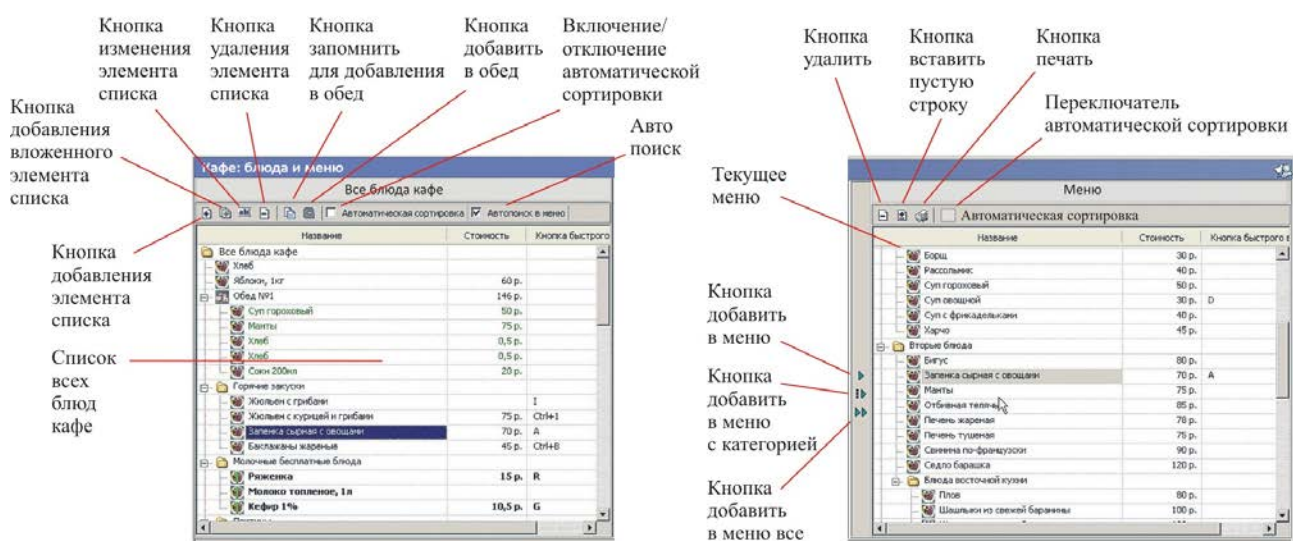 Кнопка
изменения
элемента
списка
Кнопка
удаления
элемента
списка
Кнопка
запомнить
для добавления
в обед
Кнопка
добавить
в обед
Включение/
отключение
автоматической
сортировки
Авто
поиск
Кнопка
добавления
вложенного
элемента
списка
Кнопка
добавления
элемента
списка
Список
всех
блюд
кафе
Кафе: блюда и меню
Все блюда кафе
Автоматическая сортировка Автопоиск в меню
Название Стоимость Кнопка быстрого
Все блюда кафе
Хлеб
Яблоки, 1кг 60 р.
Обед №1 146 р.
Суп гороховый 50 р.
Манты 75 р.
Хлеб 0,5 р.
Хлеб 0,5 р.
Соки 200мл 20 р.
Горячие закуски
Жюльен с грибами I
Жюльен с курицей и грибами 75 р. Ctrl+1
Запенка сырная с овощами 70 р. A
Баклажаны жареные 45 р. Ctrl+B
Молочные бесплатные блюда
Ряженка 15 р. R
Молоко топленое, 1л
Кефир 1% 10,5 р. G
Кнопка
удалить
Кнопка
вставить
пустую
строку
Кнопка
печать
Переключатель
автоматической сортировки
Текущее
меню
Кнопка
добавить
в меню
Кнопка
добавить
в меню
с категорией
Кнопка
добавить
в меню все
Меню
Автоматическая сортировка
Название Стоимость Кнопка быстрого в
Борщ 30 р.
Рассольник 40 р.
Суп гороховый 50 р.
Суп овощной 30 р. D
Суп с фрикадельками 40 р.
Харчо 45 р.
Вторые блюда
Бигус 80 р.
Запенка сырная с овощами 70 р. A
Манты 75 р.
Отбивная 85 р.
Печень жареная 78 р.
Печень тушеная 75 р.
Свинина по-французски 90 р.
Седло барашка 120 р.
Блюда восточной кухни
Плов 80 р.
Шашлыки из свежей баранины 100 р.